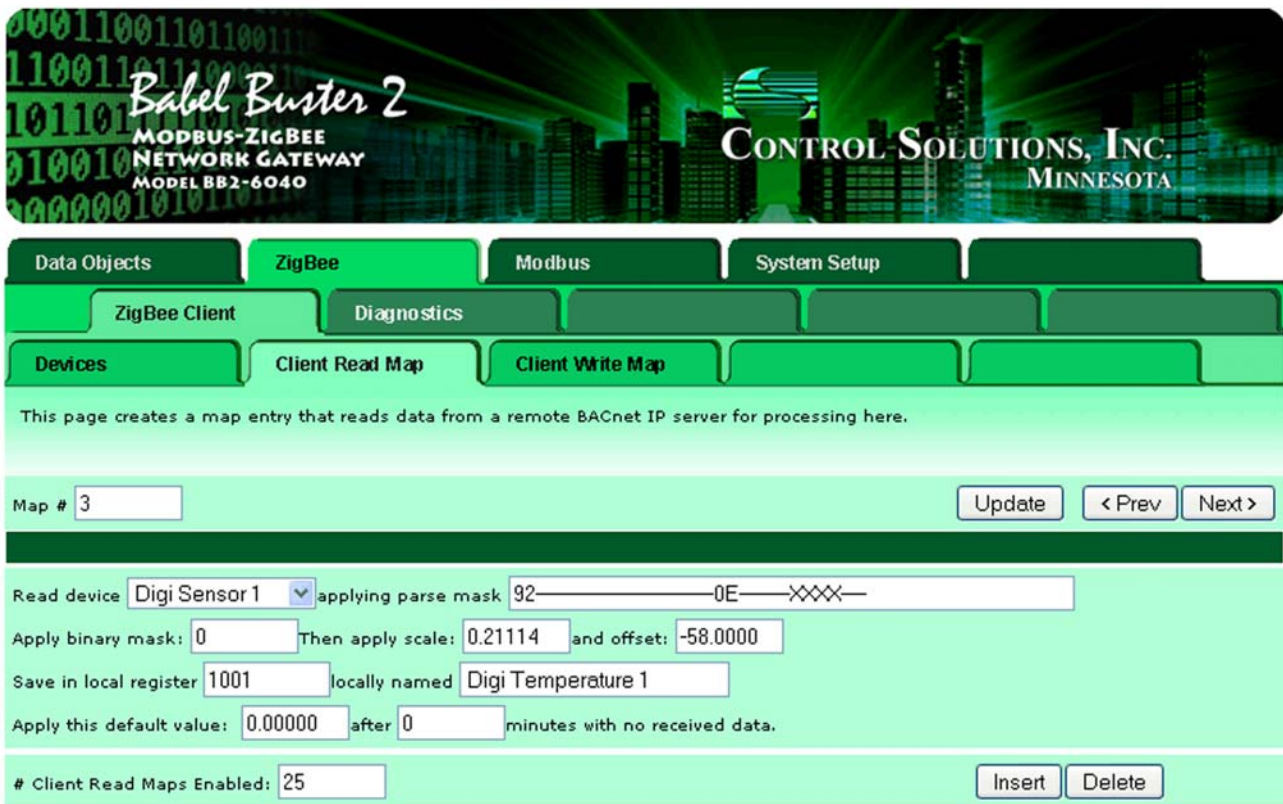 Babel Buster 2
MODBUS-ZIGBEE
NETWORK GATEWAY
MODEL BB2-6040
CONTROL SOLUTIONS, INC.
MINNESOTA
Data Objects ZigBee Modbus System Setup
ZigBee Client Diagnostics
Devices Client Read Map Client Write Map
This page creates a map entry that reads data from a remote BACnet IP server for processing here.
Map # 3 Update < Prev Next >
Read device Digi Sensor 1 applying parse mask 92——————0E———XXXX—
Apply binary mask: 0 Then apply scale: 0.21114 and offset: -58.0000
Save in local register 1001 locally named Digi Temperature 1
Apply this default value: 0.00000 after 0 minutes with no received data.
# Client Read Maps Enabled: 25 Insert Delete